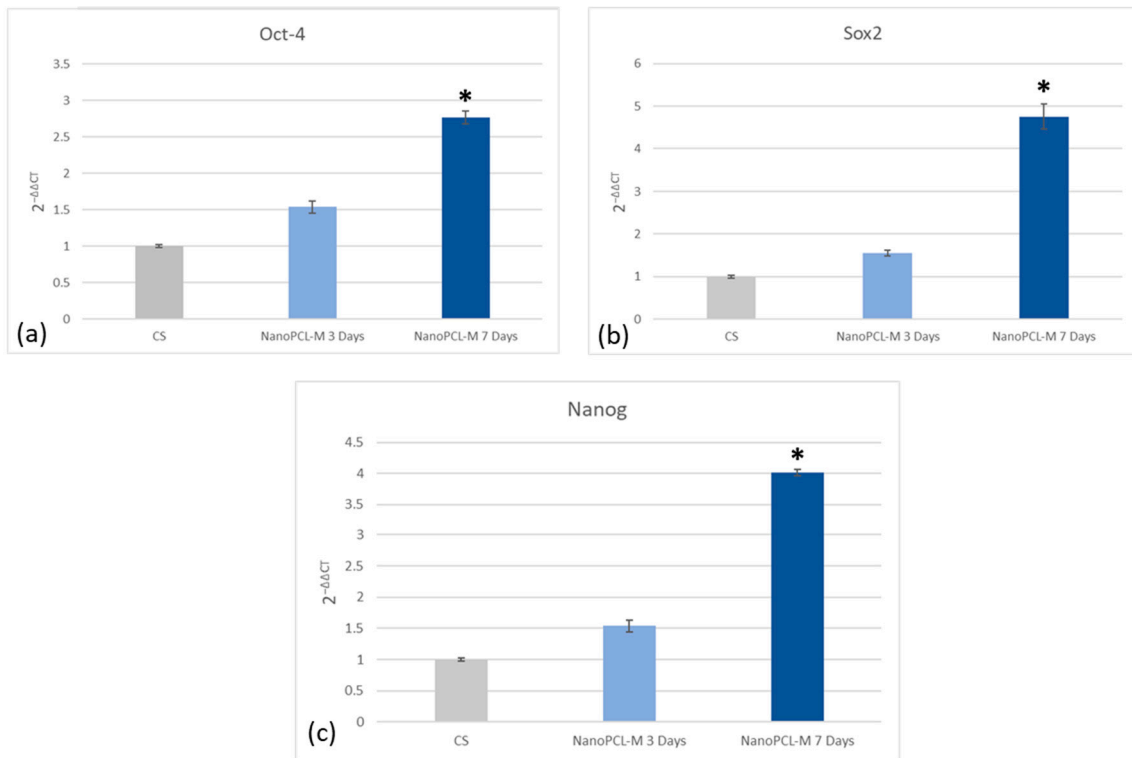 Oct-4
3.5
3
2.5
2
1.5
1
0.5
0
2^−ΔΔCT
*
CS
NanoPCL-M 3 Days
NanoPCL-M 7 Days
(a)
Sox2
6
5
4
3
2
1
0
2^−ΔΔCT
*
CS
NanoPCL-M 3 Days
NanoPCL-M 7 Days
(b)
Nanog
4.5
4
3.5
3
2.5
2
1.5
1
0.5
0
2^−ΔΔCT
*
CS
NanoPCL-M 3 Days
NanoPCL-M 7 Days
(c)